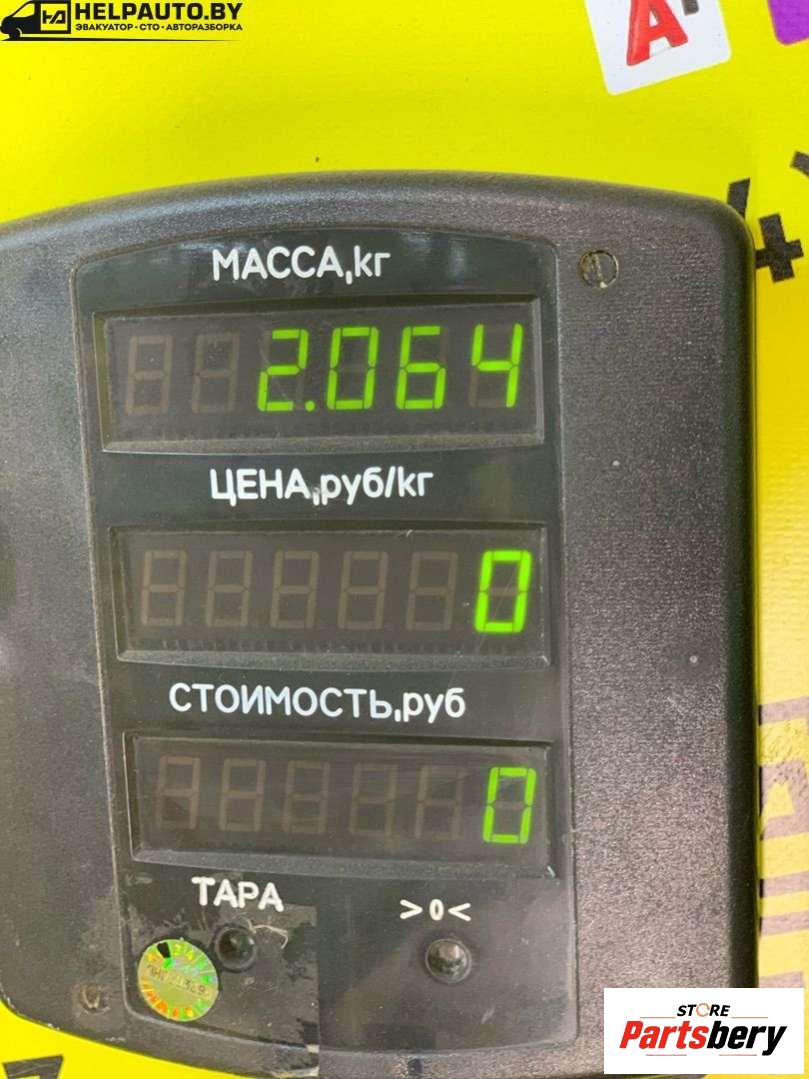 HELPAUTO.BY
ЭВАКУАТОР • СТО • АВТОРАЗБОРКА
А
МАССА,кг
2.064
ЦЕНА,руб/кг
0
СТОИМОСТЬ,руб
0
ТАРА
>0<
STORE
Partsbery